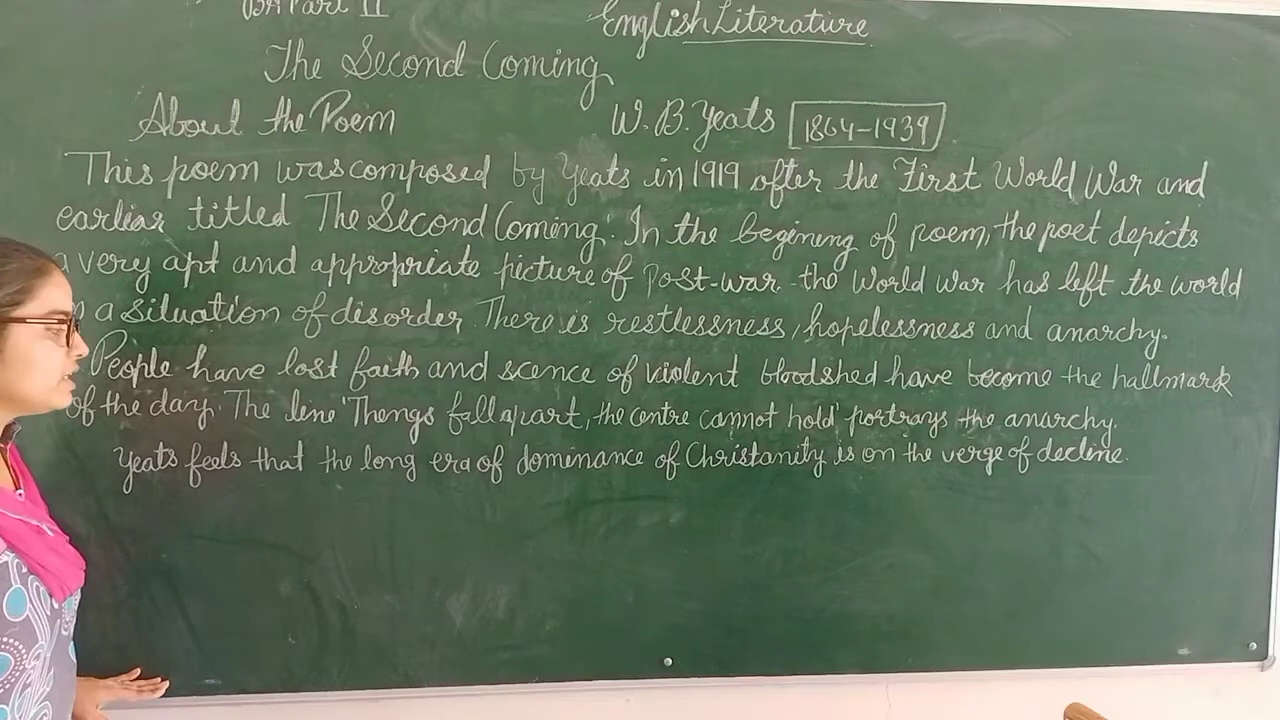 BA Part II English Literature
The Second Coming
About the Poem W. B. Yeats 1864-1939
This poem was composed by Yeats in 1919 after the First World War and
earlier titled 'The Second Coming'. In the begining of poem, the poet depicts
a very apt and appropriate picture of post-war. the World War has left the world
a situation of disorder. There is restlessness, hopelessness and anarchy.
People have lost faith and scence of violent bloodshed have become the hallmark
of the day. The line 'Thengs fall apart, the centre cannot hold' portrays the anarchy.
Yeats feels that the long era of dominance of Christanity is on the verge of decline.